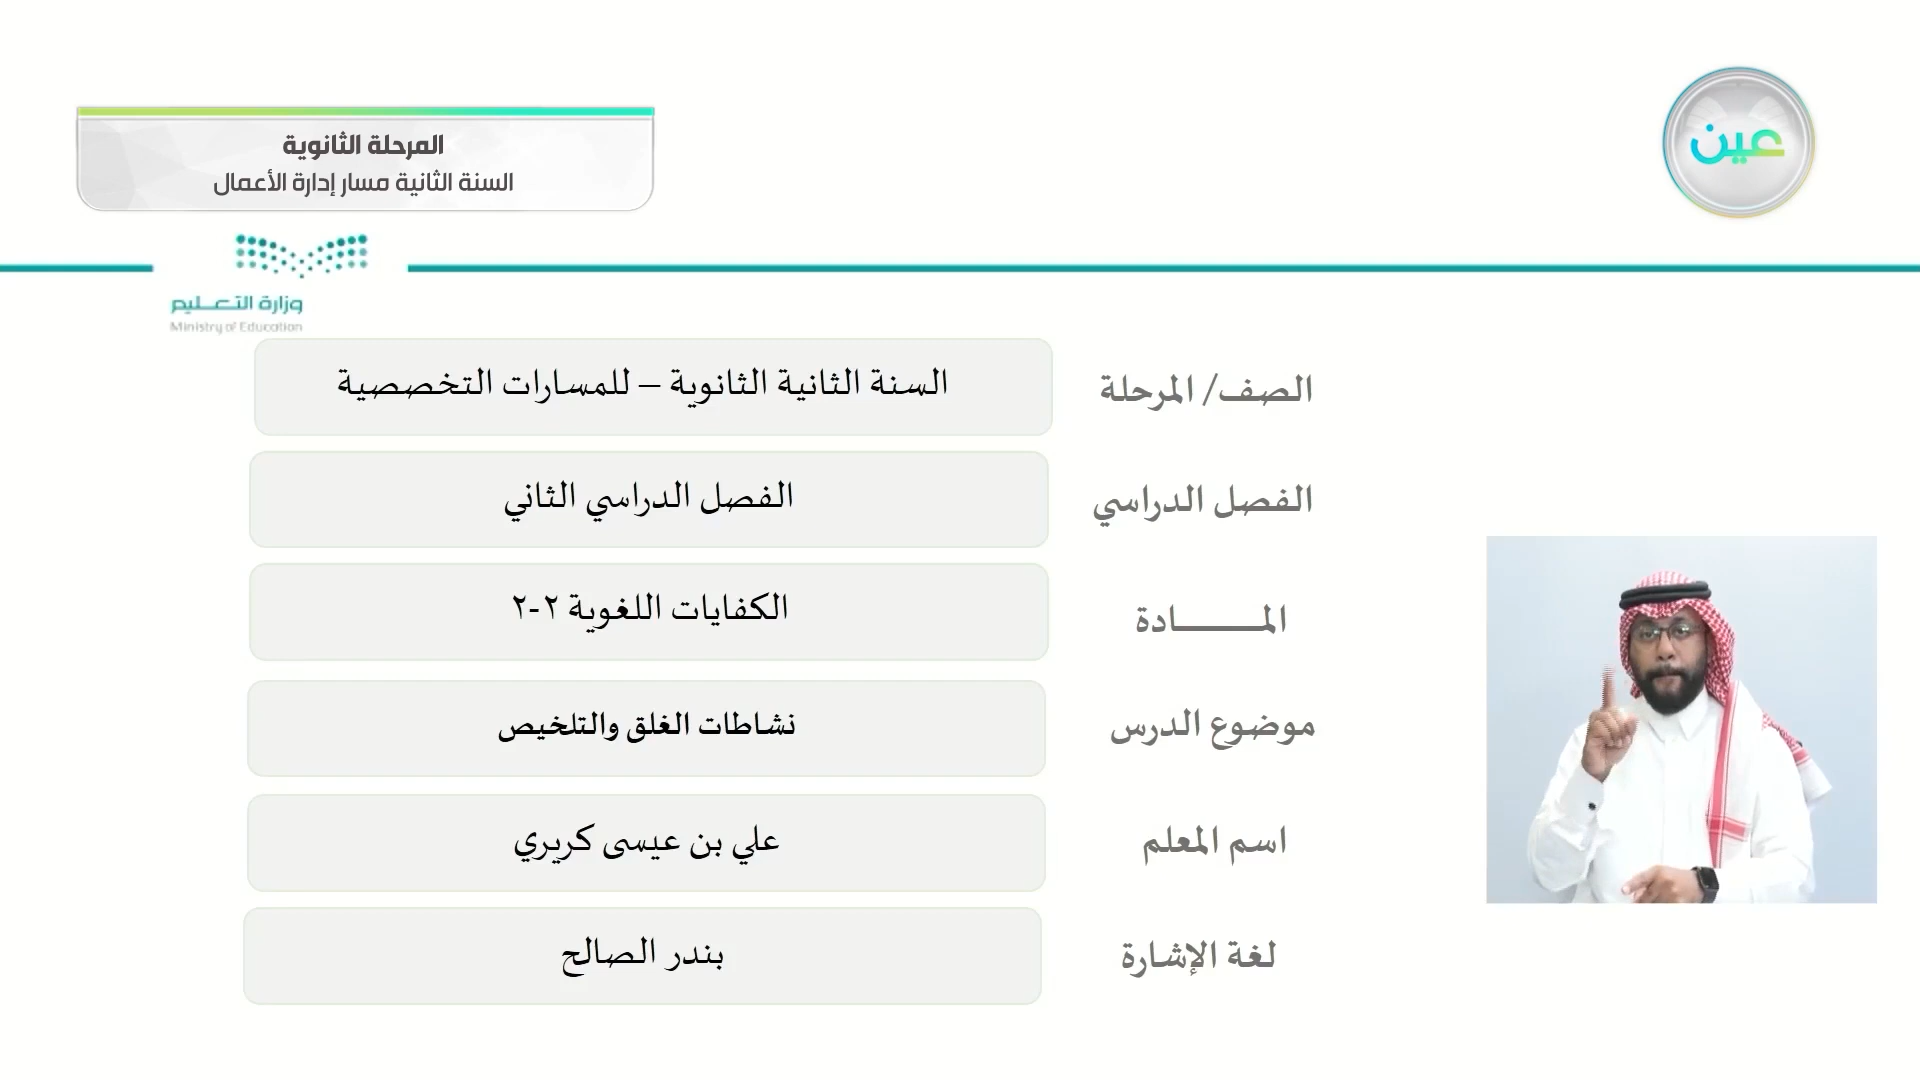 المرحلة الثانوية
السنة الثانية مسار إدارة الأعمال
عين
وزارة التعـــليم
Ministry of Education
الصف/ المرحلة
السنة الثانية الثانوية – للمسارات التخصصية
الفصل الدراسي
الفصل الدراسي الثاني
المــــــــــادة
الكفايات اللغوية ٢-٢
موضوع الدرس
نشاطات الغلق والتلخيص
اسم المعلم
علي بن عيسى كريري
لغة الإشارة
بندر الصالح